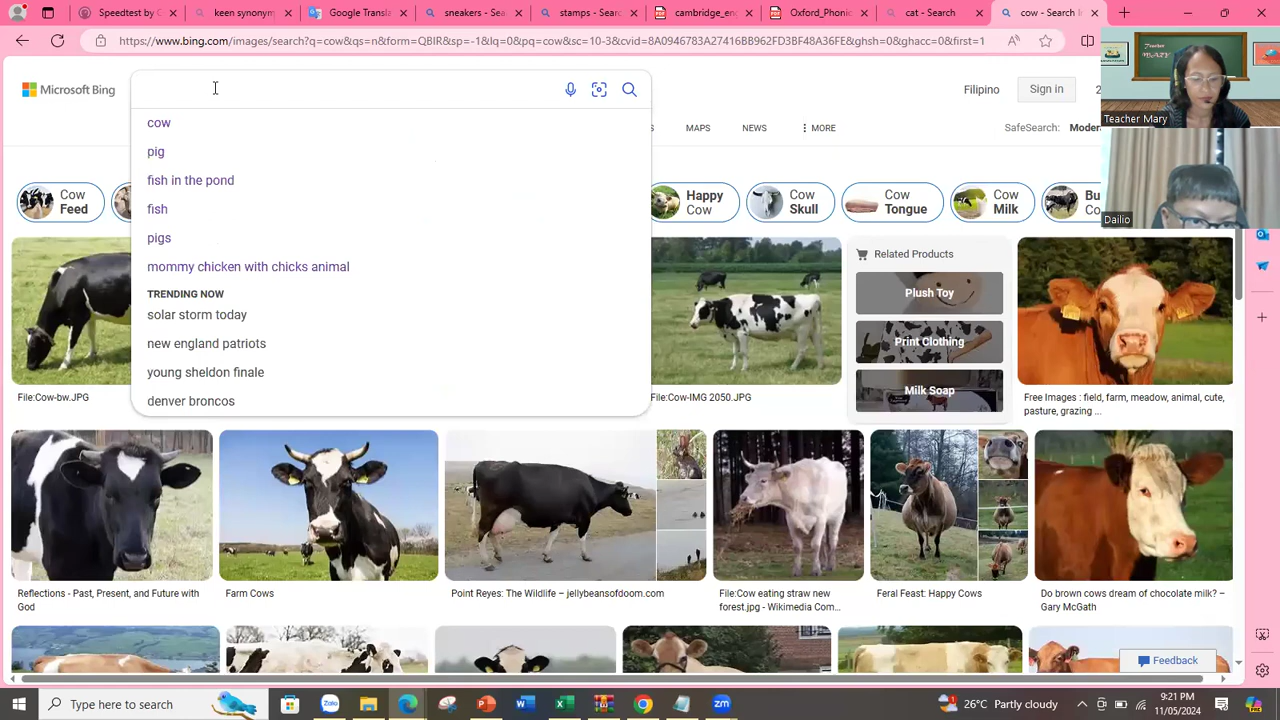 Speedtest by C
ken synonym
Google Transla
sneakers - Sea
stamps - Searc
cambridge_eng
Oxford_Phonic
cat - Search
cow - Search I
https://www.bing.com/images/search?q=cow&qs=n&form=QBIR&sp=-1&lq=0&pq=cow&sc=10-3&cvid=8A0946783A27416BB962FD3BF48A36FE&ghsh=0&ghacc=0&first=1
Teacher Mary
Dailio
Microsoft Bing
Filipino
Sign in
MAPS
NEWS
MORE
SafeSearch: Moder
cow
pig
fish in the pond
fish
pigs
mommy chicken with chicks animal
TRENDING NOW
solar storm today
new england patriots
young sheldon finale
denver broncos
Cow
Feed
Happy
Cow
Cow
Skull
Cow
Tongue
Cow
Milk
Related Products
Plush Toy
Print Clothing
Milk Soap
File:Cow-bw.JPG
File:Cow-IMG 2050.JPG
Free Images : field, farm, meadow, animal, cute,
pasture, grazing ...
Reflections - Past, Present, and Future with
God
Farm Cows
Point Reyes: The Wildlife – jellybeansofdoom.com
File:Cow eating straw new
forest.jpg - Wikimedia Com...
Feral Feast: Happy Cows
Do brown cows dream of chocolate milk? –
Gary McGath
Feedback
Type here to search
26°C Partly cloudy
9:21 PM
11/05/2024